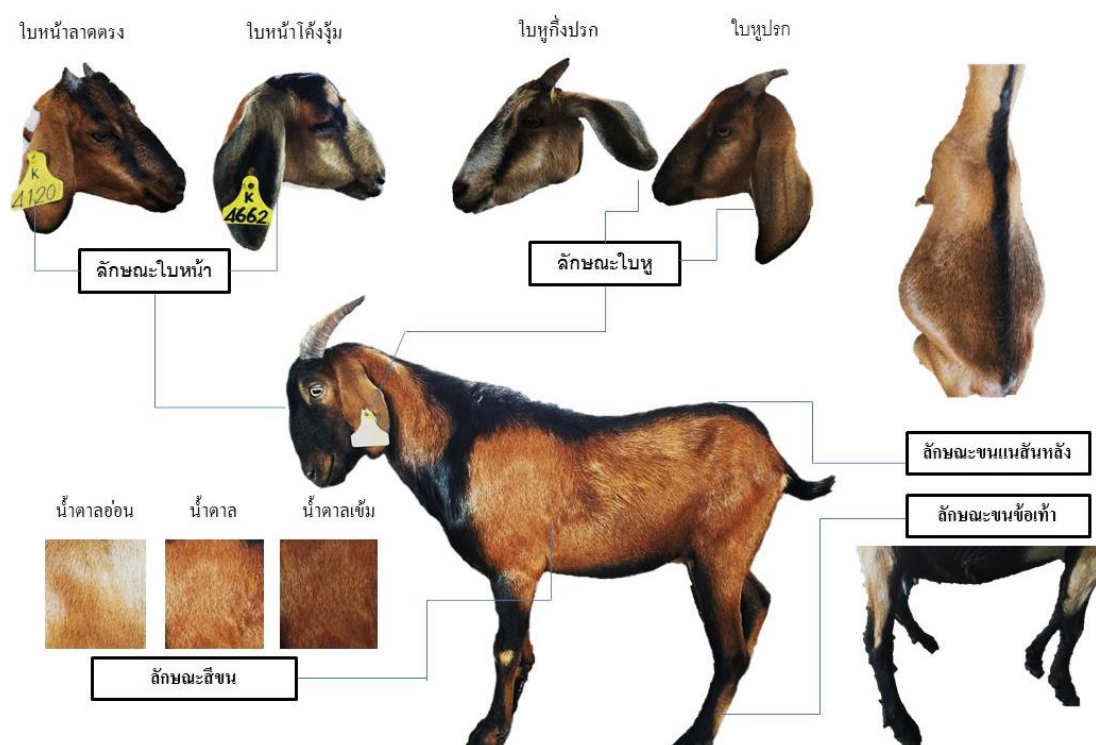 ใบหน้าลาดตรง
ใบหน้าโค้งงุ้ม
ใบหูกึ่งปรก
ใบหูปรก
K
4120
K
4662
ลักษณะใบหน้า
ลักษณะใบหู
ลักษณะขนแนสันหลัง
น้ำตาลอ่อน
น้ำตาล
น้ำตาลเข้ม
ลักษณะขนข้อเท้า
ลักษณะสีขน